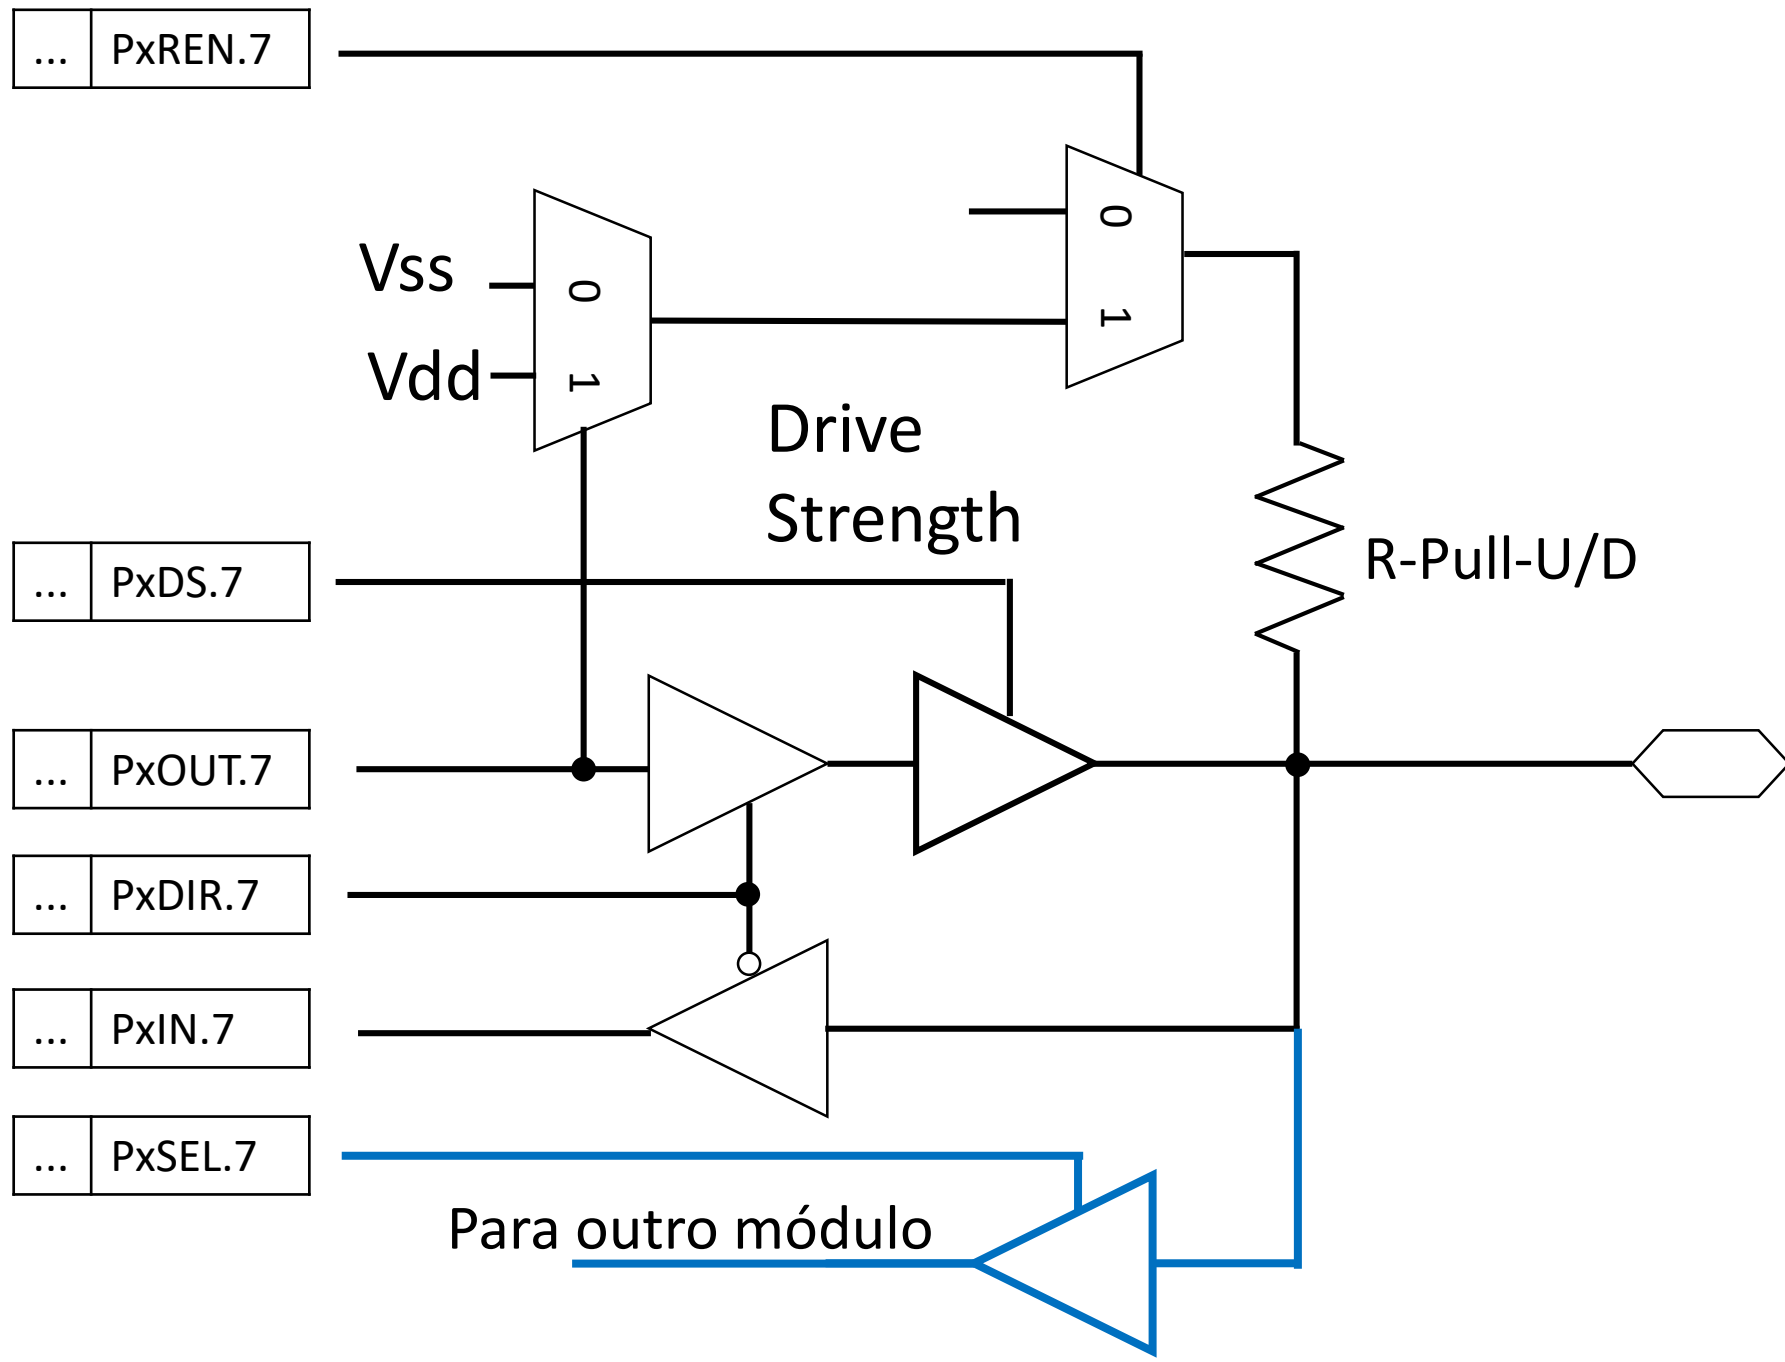 ... PxREN.7
0
1
Vss
0
Vdd
1
Drive
Strength
R-Pull-U/D
... PxDS.7
... PxOUT.7
... PxDIR.7
... PxIN.7
... PxSEL.7
Para outro módulo